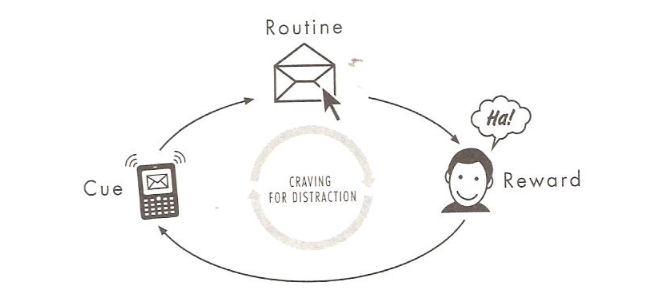 Routine
Ha!
Cue
CRAVING
FOR DISTRACTION
Reward